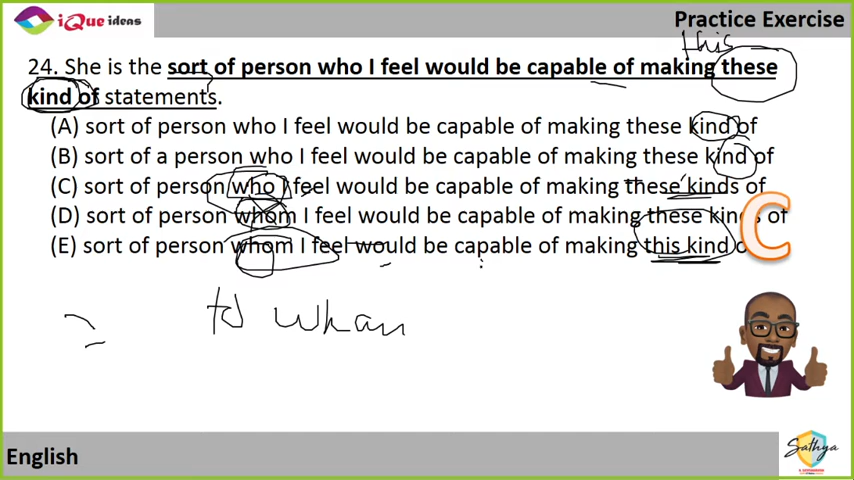 iQue ideas
Practice Exercise
this
24. She is the sort of person who I feel would be capable of making these
kind of statements.
(A) sort of person who I feel would be capable of making these kind of
(B) sort of a person who I feel would be capable of making these kind of
(C) sort of person who I feel would be capable of making these kinds of
(D) sort of person whom I feel would be capable of making these kinds of
(E) sort of person whom I feel would be capable of making this kind of
C
to whom
English
Sathya